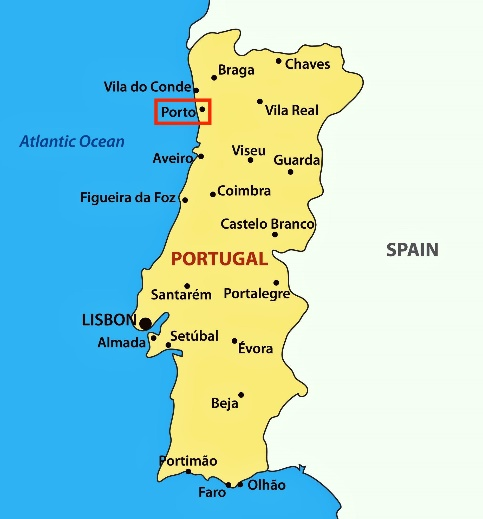 Chaves
Braga
Vila do Conde
Vila Real
Porto
Atlantic Ocean
Viseu
Aveiro
Guarda
Coimbra
Figueira da Foz
Castelo Branco
SPAIN
PORTUGAL
Santarém
Portalegre
LISBON
Setúbal
Almada
Évora
Beja
Portimão
Faro
Olhão